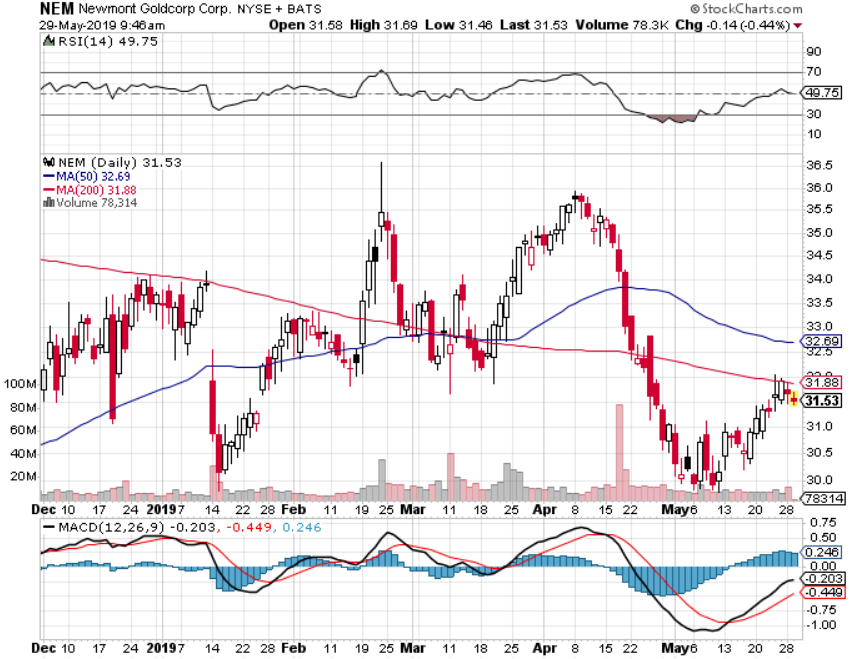 NEM Newmont Goldcorp Corp. NYSE + BATS © StockCharts.com
29-May-2019 9:46am Open 31.58 High 31.69 Low 31.46 Last 31.53 Volume 78.3K Chg -0.14 (-0.44%)
RSI(14) 49.75
90
70
49.75
30
10
NEM (Daily) 31.53
MA(50) 32.69
MA(200) 31.88
Volume 78,314
36.5
36.0
35.5
35.0
34.5
34.0
33.5
33.0
32.69
32.5
31.88
31.53
31.0
30.5
30.0
78314
100M
80M
60M
40M
20M
Dec 10 17 24 2019 7 14 22 28 Feb 11 19 25 Mar 11 18 25 Apr 8 15 22 May 6 13 20 28
MACD(12,26,9) -0.203, -0.449, 0.246
0.75
0.50
0.246
0.00
-0.203
-0.449
-0.75
-1.00
Dec 10 17 24 2019 7 14 22 28 Feb 11 19 25 Mar 11 18 25 Apr 8 15 22 May 6 13 20 28